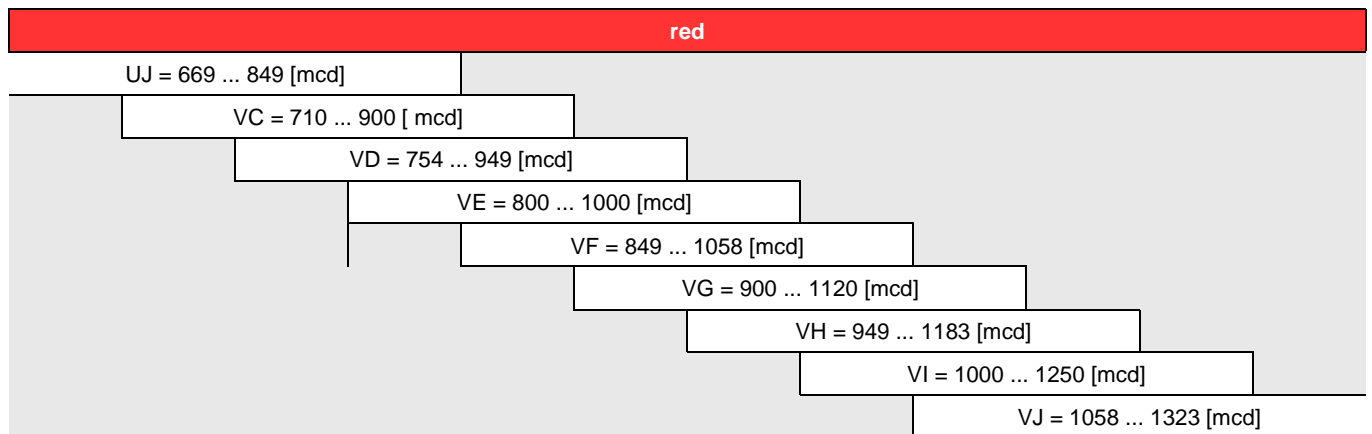 red
UJ = 669 ... 849 [mcd]
VC = 710 ... 900 [ mcd]
VD = 754 ... 949 [mcd]
VE = 800 ... 1000 [mcd]
VF = 849 ... 1058 [mcd]
VG = 900 ... 1120 [mcd]
VH = 949 ... 1183 [mcd]
VI = 1000 ... 1250 [mcd]
VJ = 1058 ... 1323 [mcd]